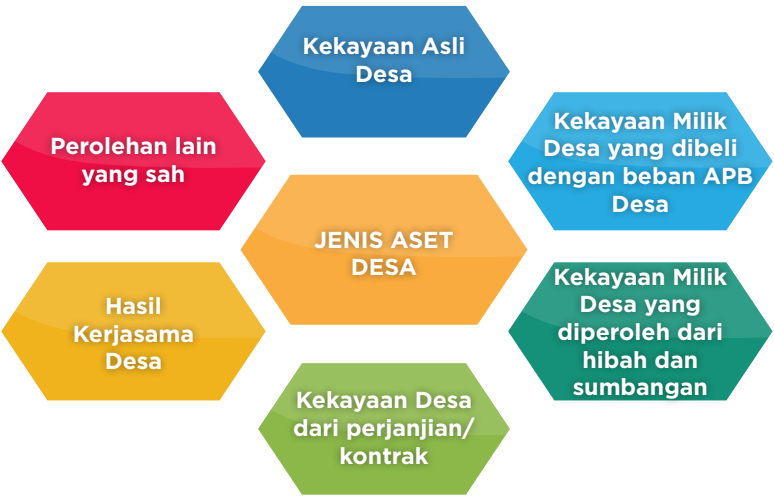 Kekayaan Asli
Desa
Perolehan lain
yang sah
Kekayaan Milik
Desa yang dibeli
dengan beban APB
Desa
JENIS ASET
DESA
Hasil
Kerjasama
Desa
Kekayaan Milik
Desa yang
diperoleh dari
hibah dan
sumbangan
Kekayaan Desa
dari perjanjian/
kontrak